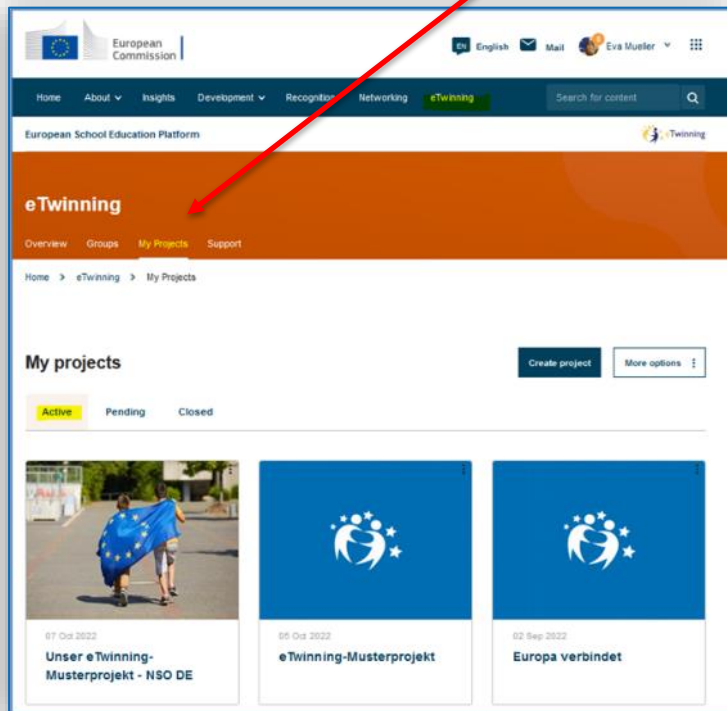 European
Commission
EN English Mail Eva Mueller
Home About Insights Development Recognition Networking eTwinning Search for content
European School Education Platform eTwinning
eTwinning
Overview Groups My Projects Support
Home > eTwinning > My Projects
My projects
Create project More options
Active Pending Closed
07 Oct 2022 05 Oct 2022 02 Sep 2022
Unser eTwinning- eTwinning-Musterprojekt Europa verbindet
Musterprojekt - NSO DE